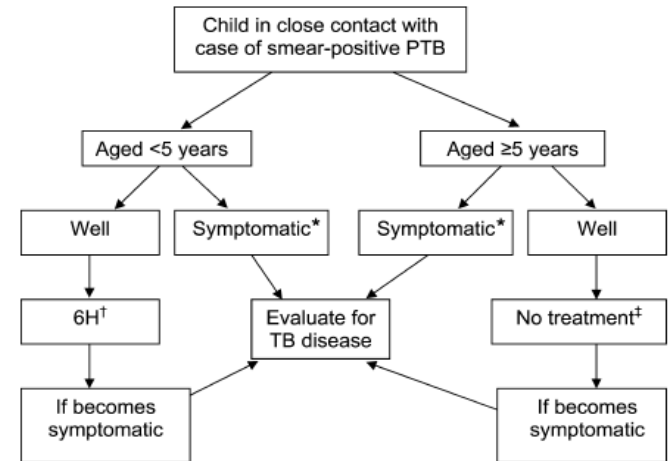 Child in close contact with
case of smear-positive PTB
Aged <5 years
Aged ≥5 years
Well
Symptomatic*
Symptomatic*
Well
6H†
Evaluate for
TB disease
No treatment‡
If becomes
symptomatic
If becomes
symptomatic